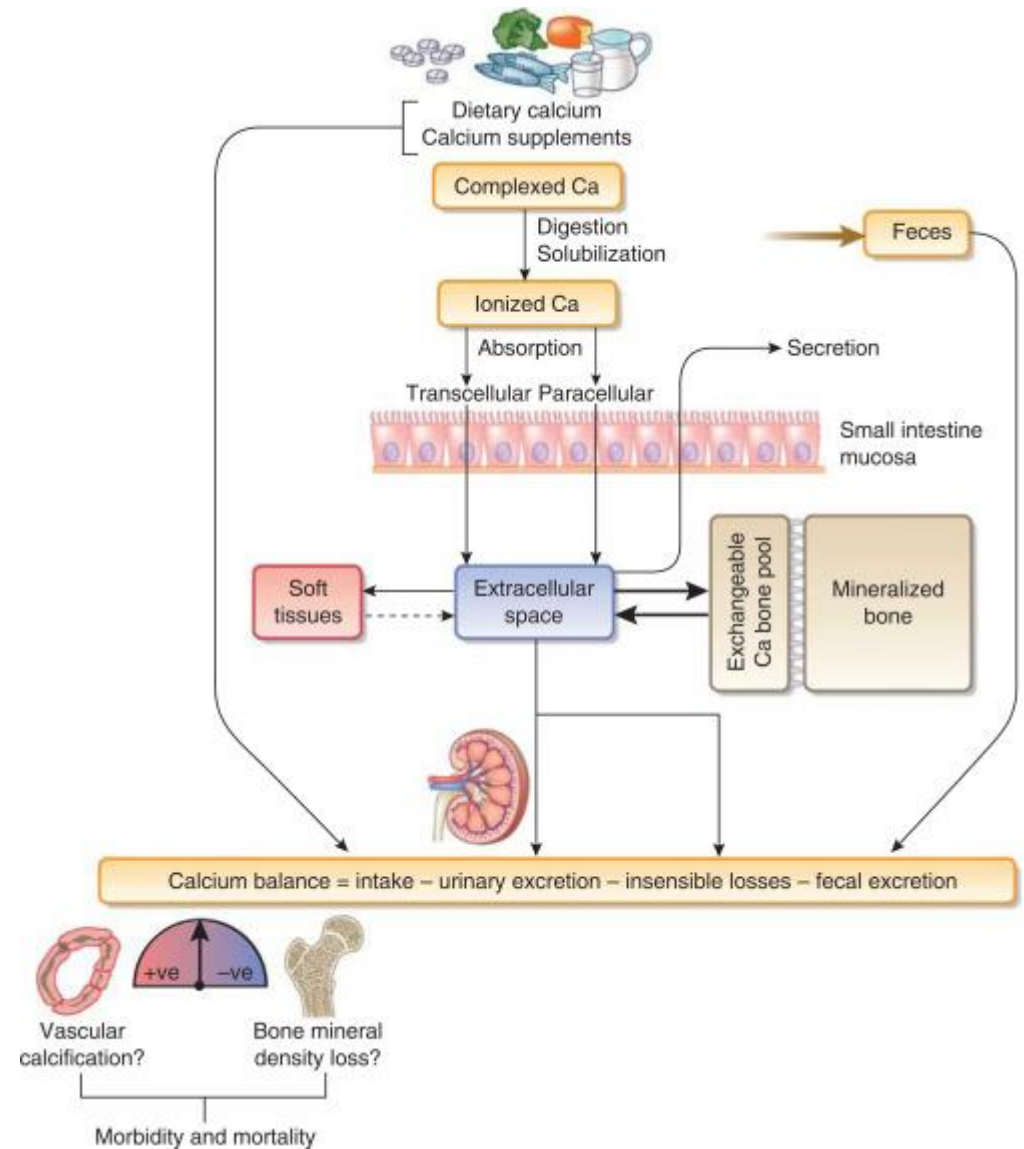 Dietary calcium
Calcium supplements
Complexed Ca
Digestion
Solubilization
Feces
Ionized Ca
Absorption
Secretion
Transcellular Paracellular
Small intestine
mucosa
Soft
tissues
Extracellular
space
Exchangeable
Ca bone pool
Mineralized
bone
Calcium balance = intake – urinary excretion – insensible losses – fecal excretion
+ve
–ve
Vascular
calcification?
Bone mineral
density loss?
Morbidity and mortality